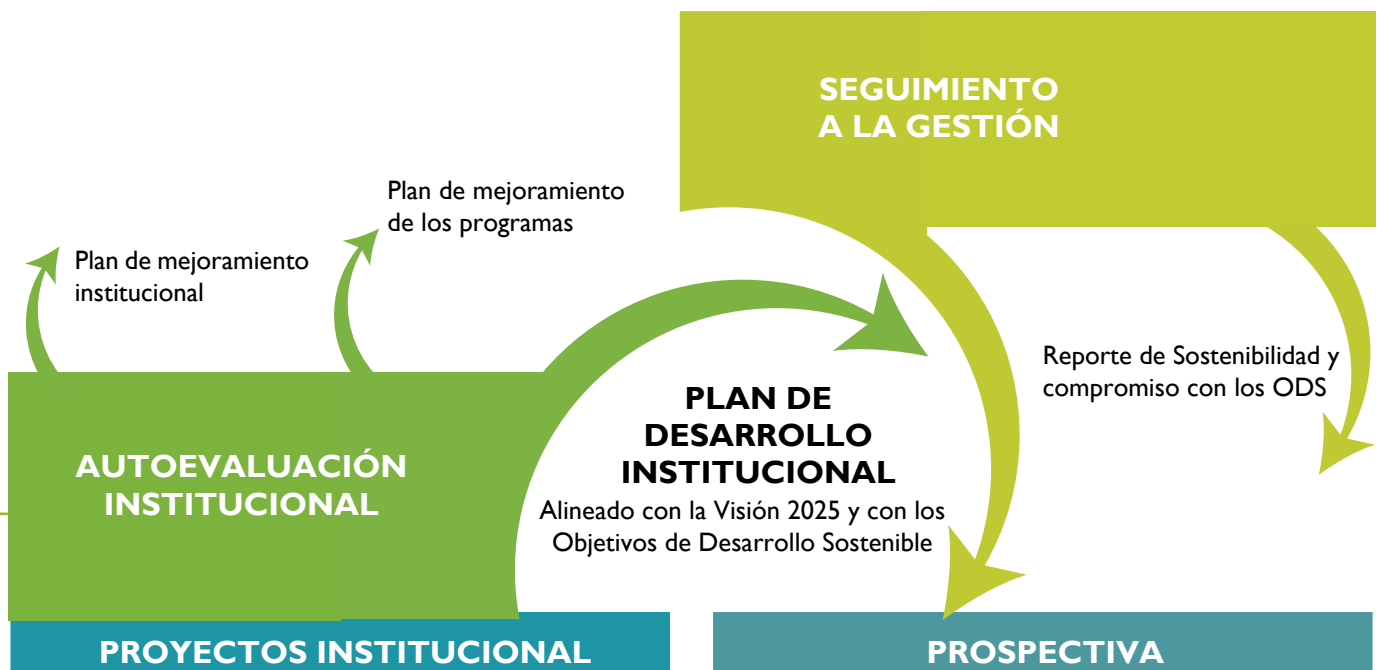 SEGUIMIENTO
A LA GESTIÓN
Plan de mejoramiento
de los programas
Plan de mejoramiento
institucional
Reporte de Sostenibilidad y
compromiso con los ODS
PLAN DE
DESARROLLO
INSTITUCIONAL
Alineado con la Visión 2025 y con los
Objetivos de Desarrollo Sostenible
AUTOEVALUACIÓN
INSTITUCIONAL
PROYECTOS INSTITUCIONAL
PROSPECTIVA